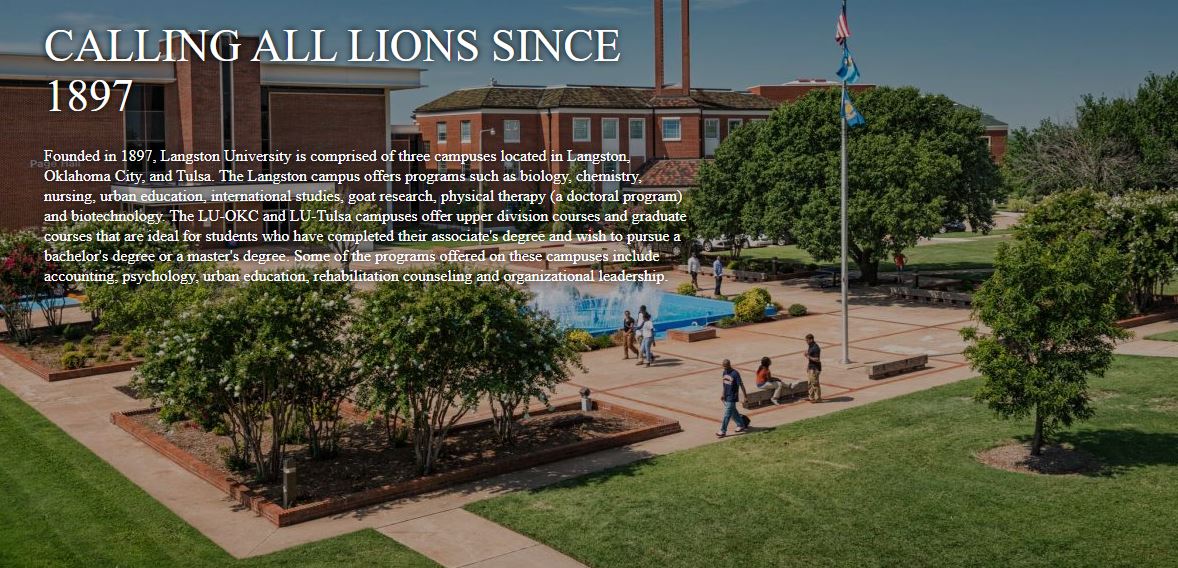 CALLING ALL LIONS SINCE
1897
Founded in 1897, Langston University is comprised of three campuses located in Langston,
Oklahoma City, and Tulsa. The Langston campus offers programs such as biology, chemistry,
nursing, urban education, international studies, goat research, physical therapy (a doctoral program)
and biotechnology. The LU-OKC and LU-Tulsa campuses offer upper division courses and graduate
courses that are ideal for students who have completed their associate's degree and wish to pursue a
bachelor's degree or a master's degree. Some of the programs offered on these campuses include
accounting, psychology, urban education, rehabilitation counseling and organizational leadership.
Page Hall